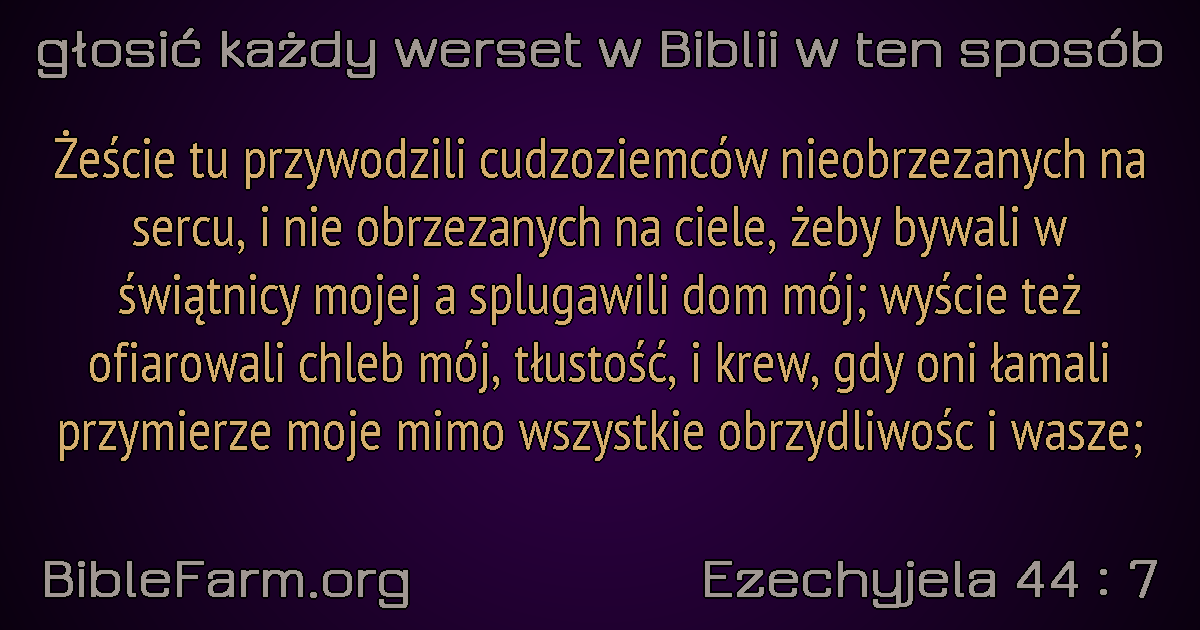 głosić każdy werset w Biblii w ten sposób
Żeście tu przywodzili cudzoziemców nieobrzezanych na
sercu, i nie obrzezanych na ciele, żeby bywali w
świątnicy mojej a splugawili dom mój; wyście też
ofiarowali chleb mój, tłustość, i krew, gdy oni łamali
przymierze moje mimo wszystkie obrzydliwośc i wasze;
BibleFarm.org
Ezechyjela 44 : 7